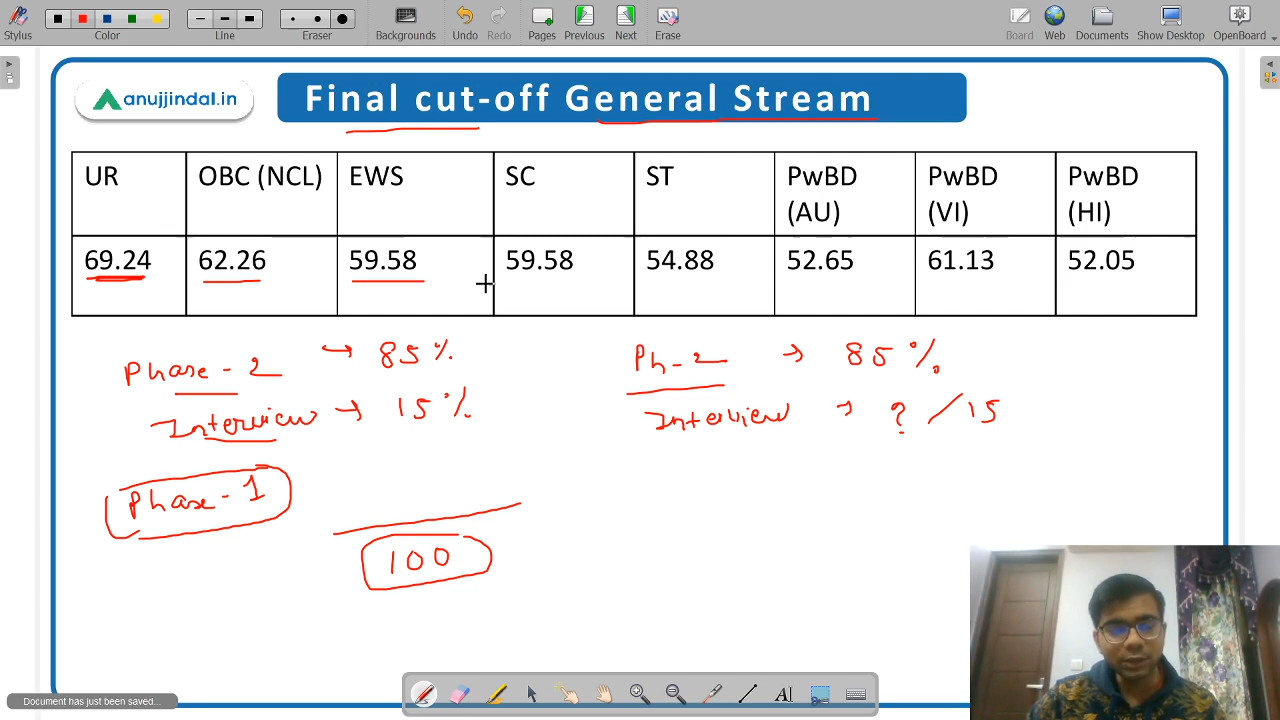 Stylus
Color
Line
Eraser
Backgrounds
Undo
Redo
Pages
Previous
Next
Erase
Board
Web
Documents
Show Desktop
OpenBoard
anujjindal.in
Final cut-off General Stream
UR OBC (NCL) EWS SC ST PwBD (AU) PwBD (VI) PwBD (HI)
69.24 62.26 59.58 59.58 54.88 52.65 61.13 52.05
Phase - 2 → 85 %
Interview → 15 %
Ph - 2 → 85 %
Interview → ? / 15
Phase - 1
100
Document has just been saved...